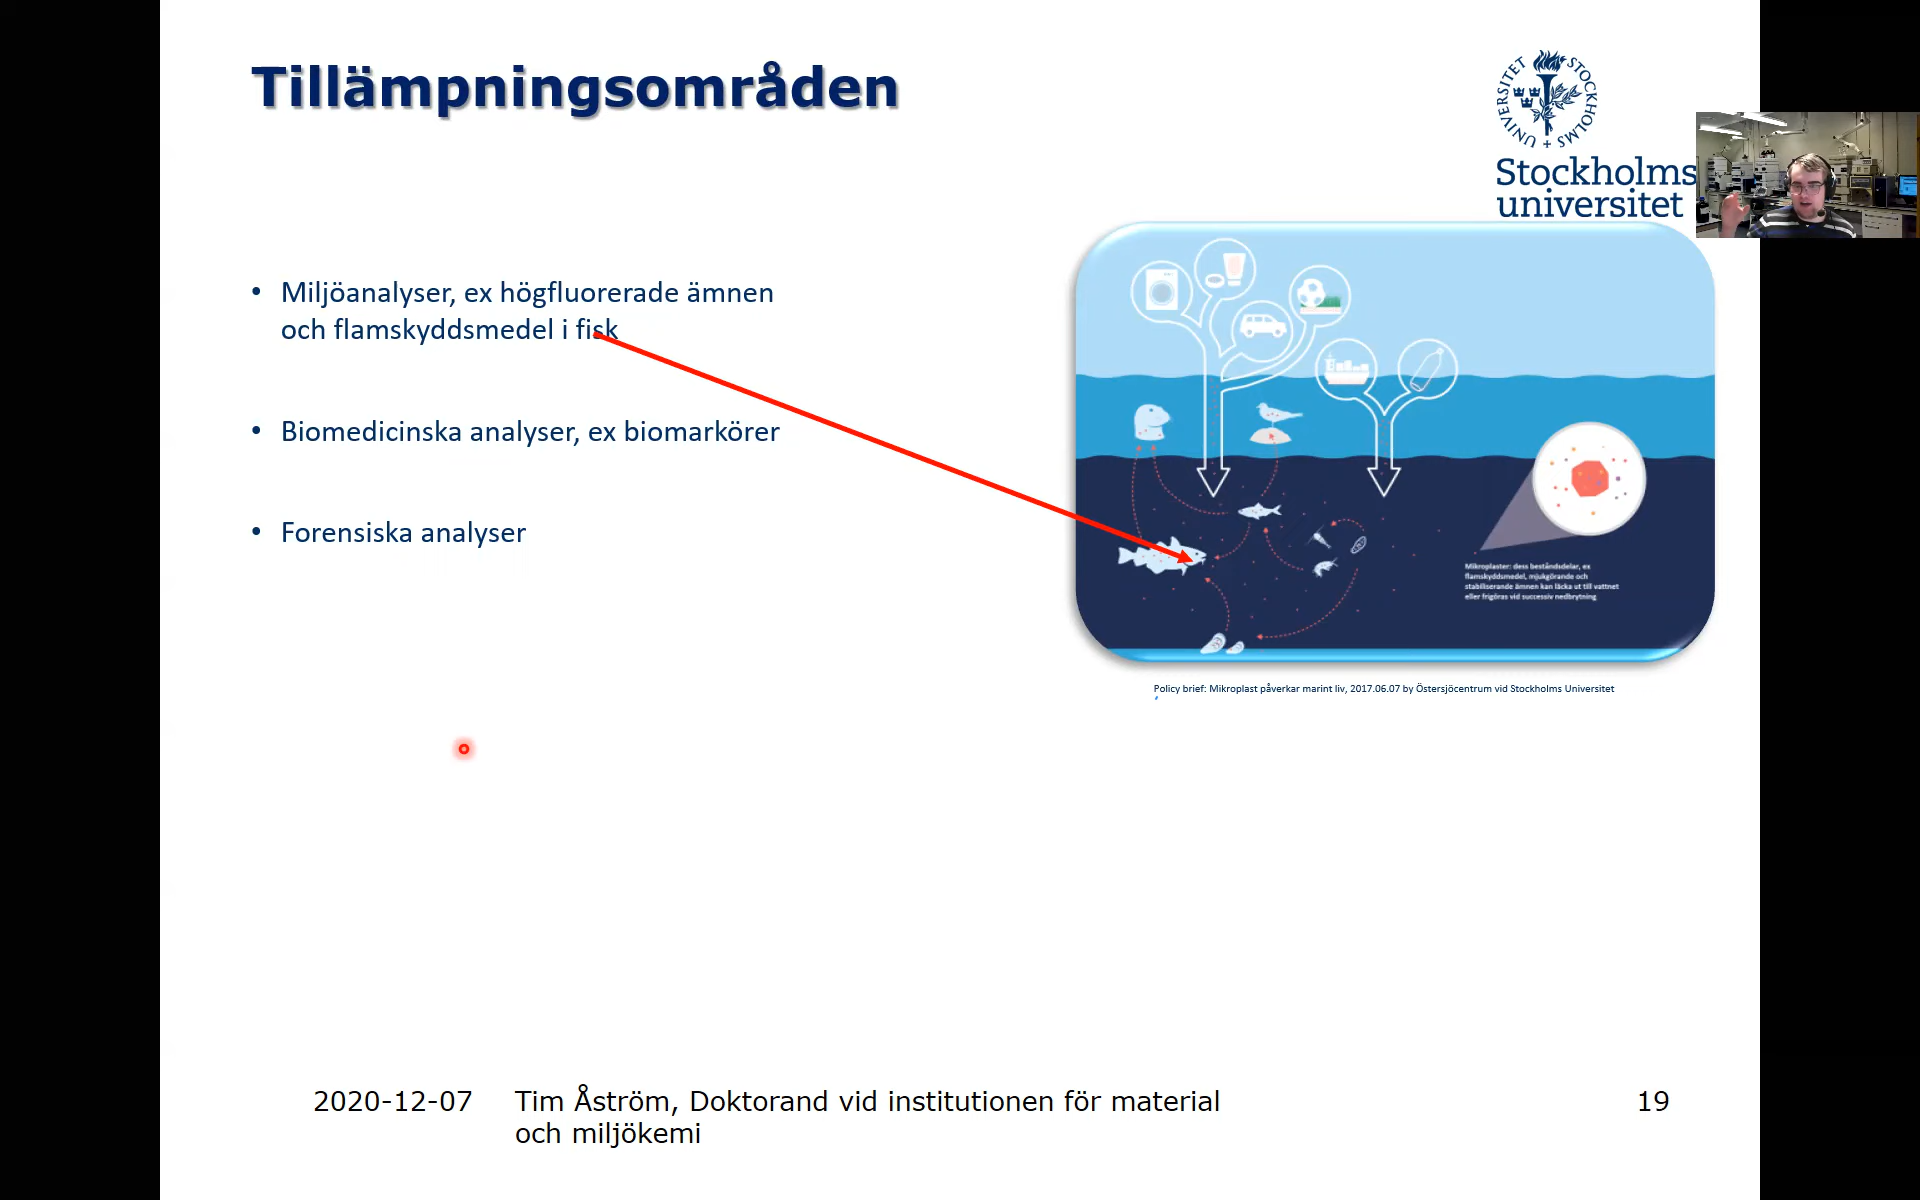 Tillämpningsområden
STOCKHOLMS UNIVERSITET
Stockholms
universitet
• Miljöanalyser, ex högfluorerade ämnen
och flamskyddsmedel i fisk
• Biomedicinska analyser, ex biomarkörer
• Forensiska analyser
Mikroplaster: dess beståndsdelar, ex
flamskyddsmedel, mjukgörande och
stabiliserande ämnen kan läcka ut till vattnet
eller frigöras vid successiv nedbrytning
Policy brief: Mikroplast påverkar marint liv, 2017.06.07 by Östersjöcentrum vid Stockholms Universitet
2020-12-07
Tim Åström, Doktorand vid institutionen för material
och miljökemi
19